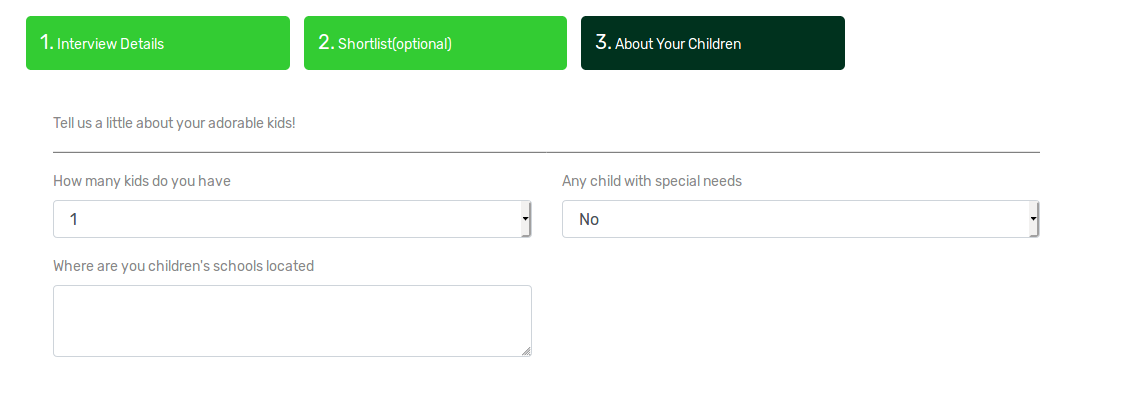 1. Interview Details
2. Shortlist(optional)
3. About Your Children
Tell us a little about your adorable kids!
How many kids do you have
Any child with special needs
1
No
Where are you children's schools located